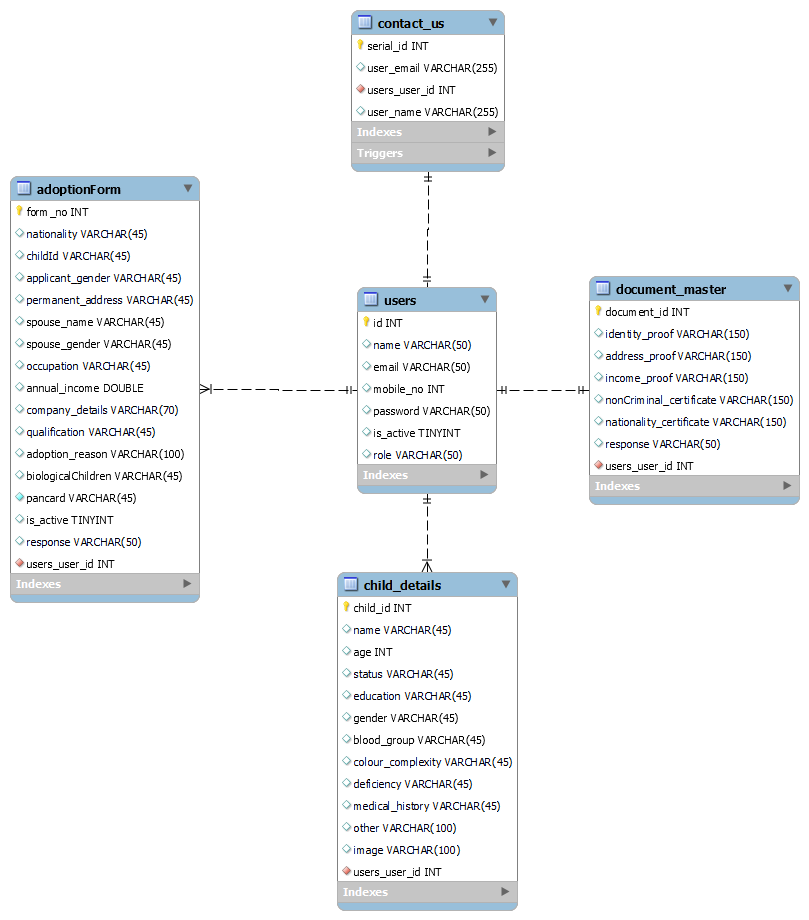 contact_us
serial_id INT
user_email VARCHAR(255)
users_user_id INT
user_name VARCHAR(255)
Indexes
Triggers
adoptionForm
form_no INT
nationality VARCHAR(45)
childId VARCHAR(45)
applicant_gender VARCHAR(45)
permanent_address VARCHAR(45)
spouse_name VARCHAR(45)
spouse_gender VARCHAR(45)
occupation VARCHAR(45)
annual_income DOUBLE
company_details VARCHAR(70)
qualification VARCHAR(45)
adoption_reason VARCHAR(100)
biologicalChildren VARCHAR(45)
pancard VARCHAR(45)
is_active TINYINT
response VARCHAR(50)
users_user_id INT
Indexes
users
id INT
name VARCHAR(50)
email VARCHAR(50)
mobile_no INT
password VARCHAR(50)
is_active TINYINT
role VARCHAR(50)
Indexes
document_master
document_id INT
identity_proof VARCHAR(150)
address_proof VARCHAR(150)
income_proof VARCHAR(150)
nonCriminal_certificate VARCHAR(150)
nationality_certificate VARCHAR(150)
response VARCHAR(50)
users_user_id INT
Indexes
child_details
child_id INT
name VARCHAR(45)
age INT
status VARCHAR(45)
education VARCHAR(45)
gender VARCHAR(45)
blood_group VARCHAR(45)
colour_complexity VARCHAR(45)
deficiency VARCHAR(45)
medical_history VARCHAR(45)
other VARCHAR(100)
image VARCHAR(100)
users_user_id INT
Indexes